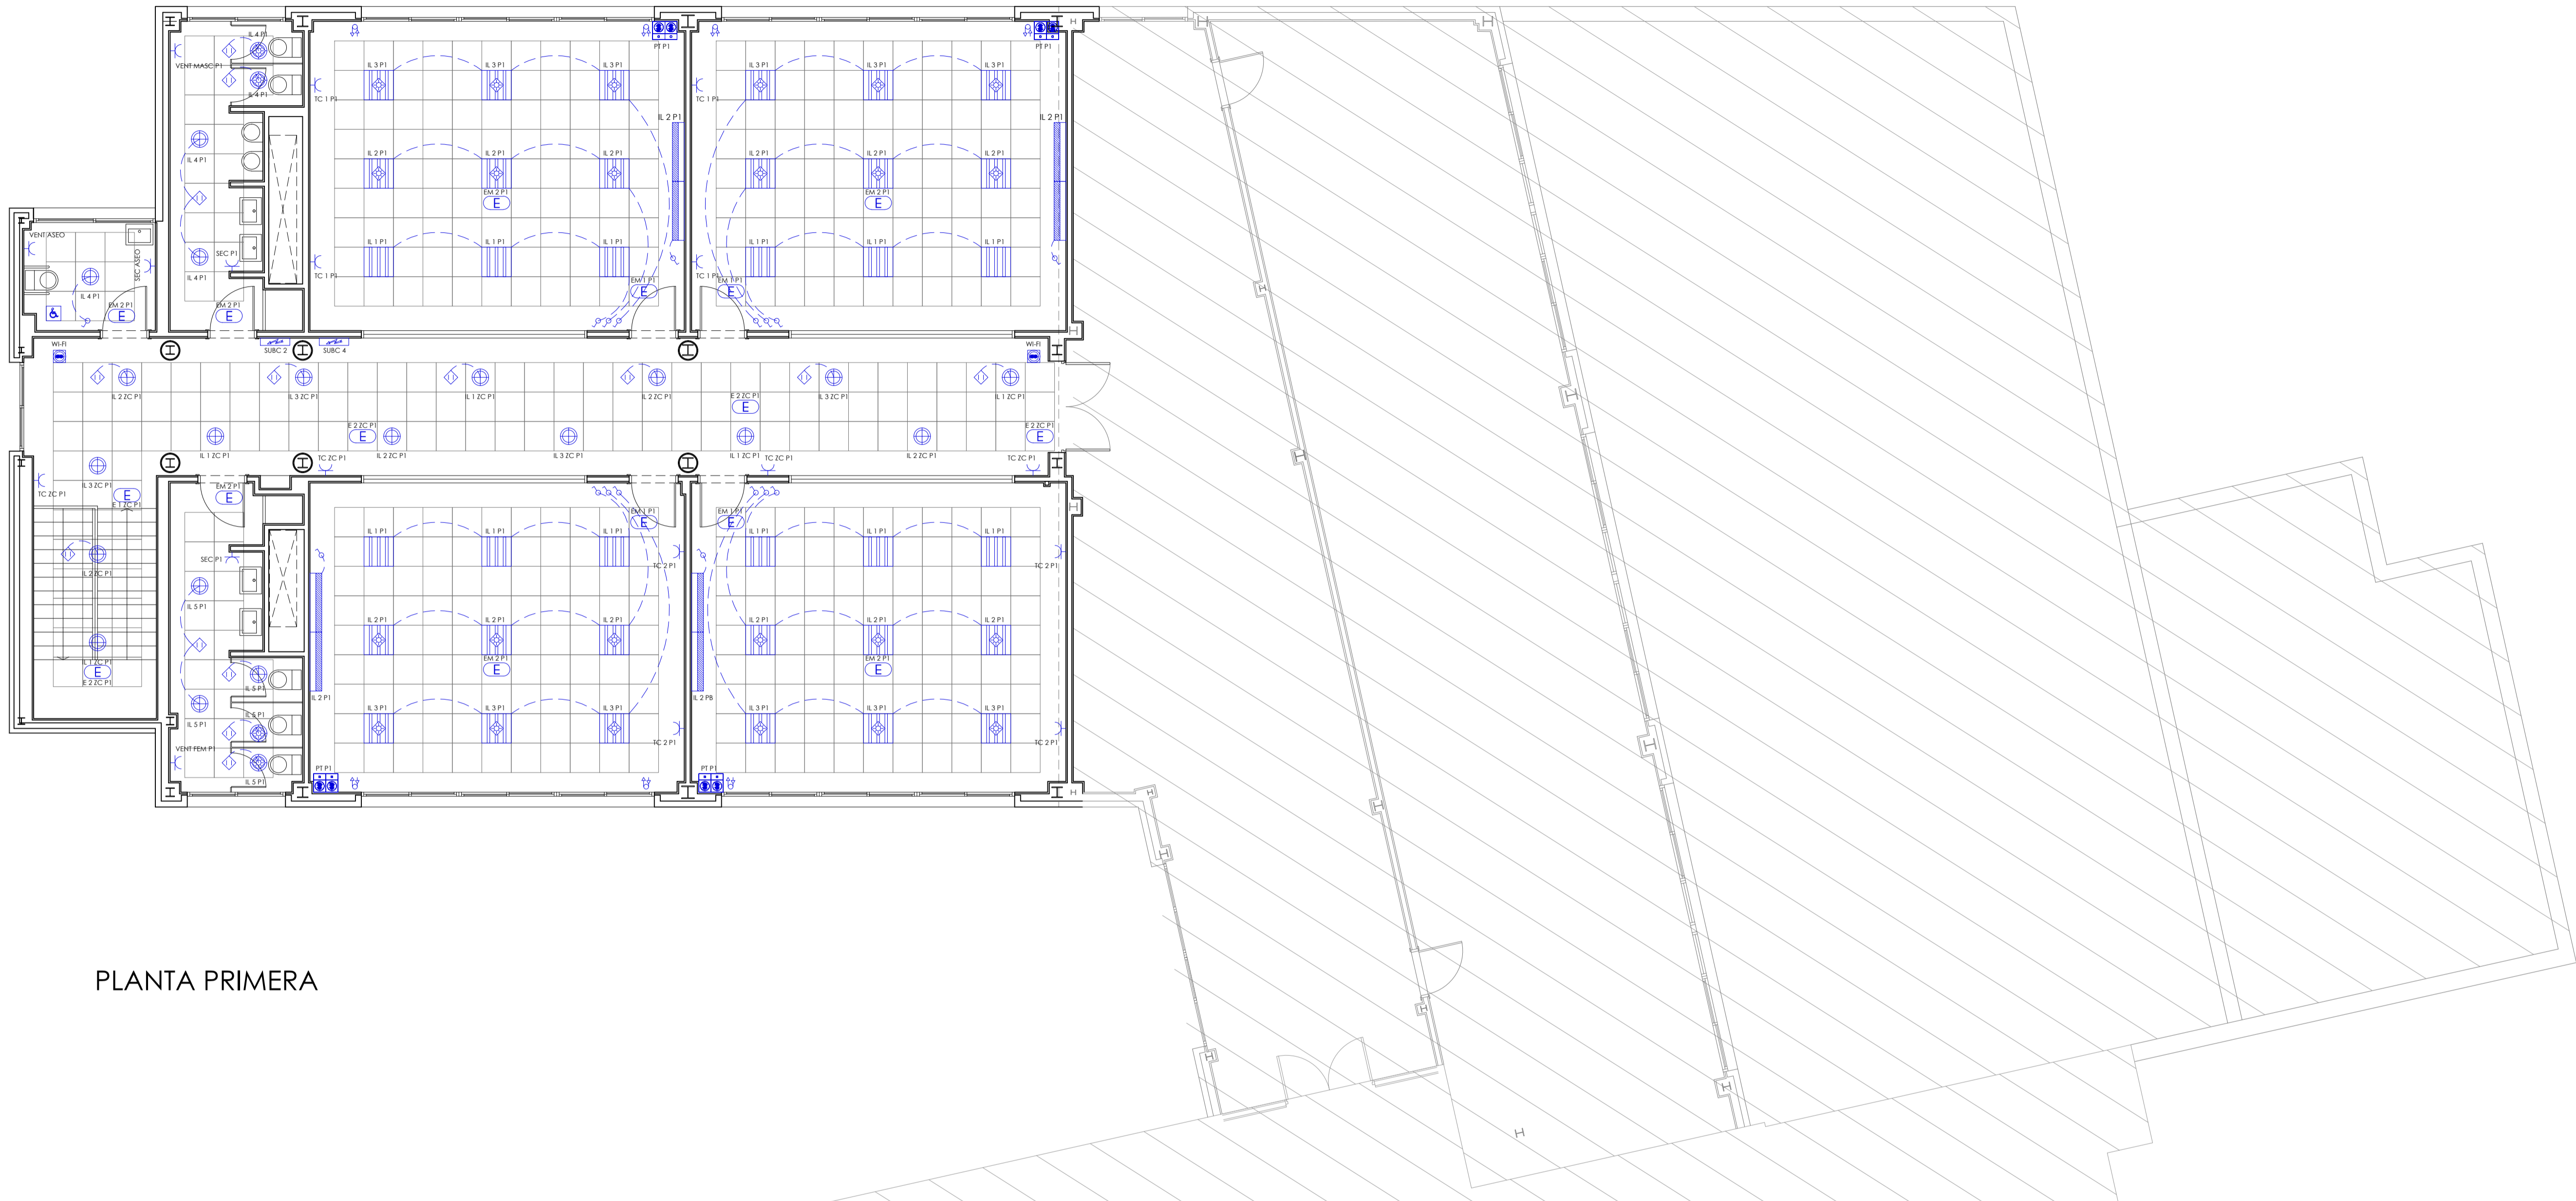 IL 4 P1
VENT MASC P1
IL 4 P1
PT P1
PT P1
IL 3 P1
IL 3 P1
IL 3 P1
IL 3 P1
IL 3 P1
IL 3 P1
TC 1 P1
TC 1 P1
IL 2 P1
IL 2 P1
IL 4 P1
IL 2 P1
IL 2 P1
IL 2 P1
IL 2 P1
IL 2 P1
IL 2 P1
EM 2 P1
E
EM 2 P1
E
VENT ASEO
SEC ASEO
SEC P1
IL 1 P1
IL 1 P1
IL 1 P1
IL 1 P1
IL 1 P1
IL 1 P1
TC 1 P1
TC 1 P1
IL 4 P1
EM 1 P1
E
EM 1 P1
E
IL 4 P1
EM 2 P1
E
EM 2 P1
E
WI-FI
SUBC 2
SUBC 4
WI-FI
IL 2 ZC P1
IL 3 ZC P1
IL 1 ZC P1
IL 2 ZC P1
E 2 ZC P1
E
IL 3 ZC P1
IL 1 ZC P1
E 2 ZC P1
E
E 2 ZC P1
E
IL 1 ZC P1
TC ZC P1
IL 2 ZC P1
IL 3 ZC P1
IL 1 ZC P1
TC ZC P1
IL 2 ZC P1
TC ZC P1
IL 3 ZC P1
TC ZC P1
E
E 1 ZC P1
EM 2 P1
E
EM 1 P1
E
EM 1 P1
E
IL 1 P1
IL 1 P1
IL 1 P1
IL 1 P1
IL 1 P1
IL 1 P1
SEC P1
TC 2 P1
TC 2 P1
IL 2 ZC P1
IL 5 P1
IL 2 P1
IL 2 P1
IL 2 P1
IL 2 P1
IL 2 P1
IL 2 P1
IL 1 ZC P1
E
E 2 ZC P1
EM 2 P1
E
EM 2 P1
E
IL 5 P1
IL 2 P1
IL 2 PB
IL 3 P1
IL 3 P1
IL 3 P1
IL 3 P1
IL 3 P1
IL 3 P1
IL 5 P1
IL 5 P1
VENT FEM P1
TC 2 P1
TC 2 P1
IL 5 P1
PT P1
PT P1
PLANTA PRIMERA